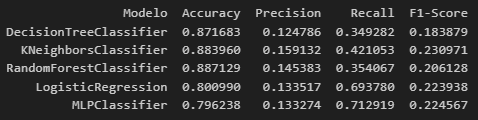 Modelo Accuracy Precision Recall F1-Score
DecisionTreeClassifier 0.871683 0.124786 0.349282 0.183879
KNeighborsClassifier 0.883960 0.159132 0.421053 0.230971
RandomForestClassifier 0.887129 0.145383 0.354067 0.206128
LogisticRegression 0.800990 0.133517 0.693780 0.223938
MLPClassifier 0.796238 0.133274 0.712919 0.224567